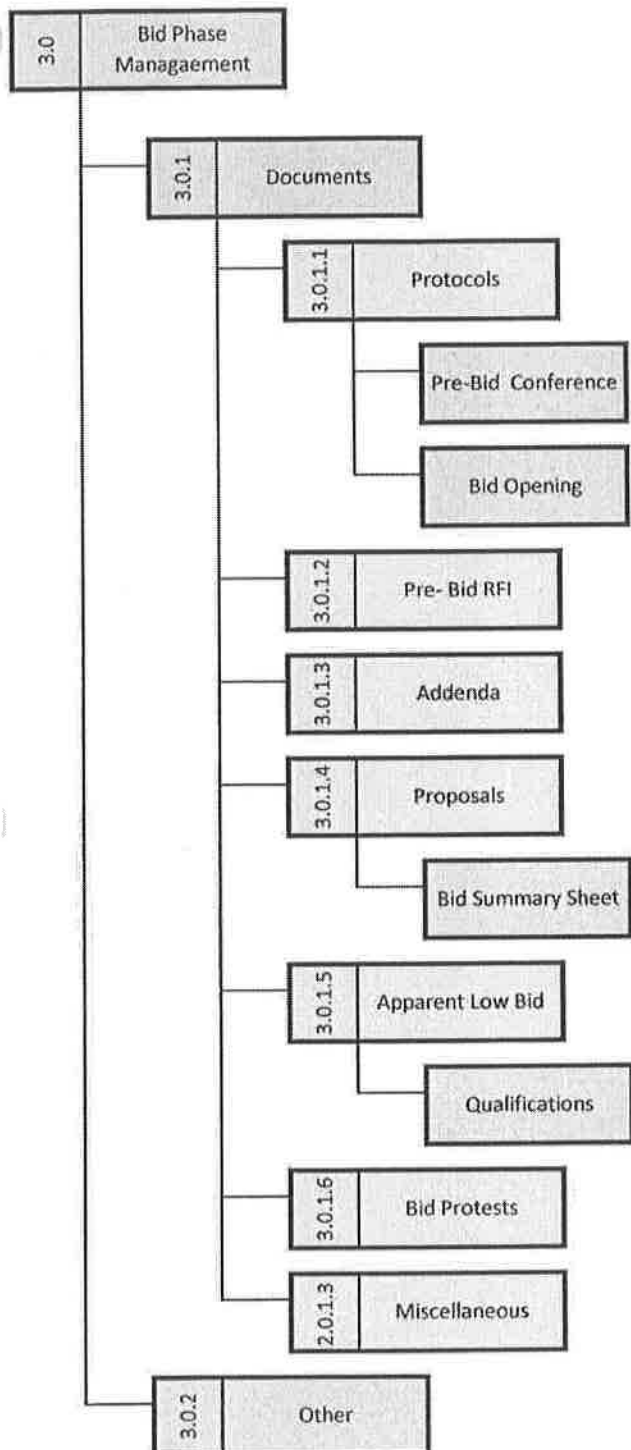 3.0
Bid Phase
Managaement
3.0.1
Documents
3.0.1.1
Protocols
Pre-Bid Conference
Bid Opening
3.0.1.2
Pre- Bid RFI
3.0.1.3
Addenda
3.0.1.4
Proposals
Bid Summary Sheet
3.0.1.5
Apparent Low Bid
Qualifications
3.0.1.6
Bid Protests
2.0.1.3
Miscellaneous
3.0.2
Other